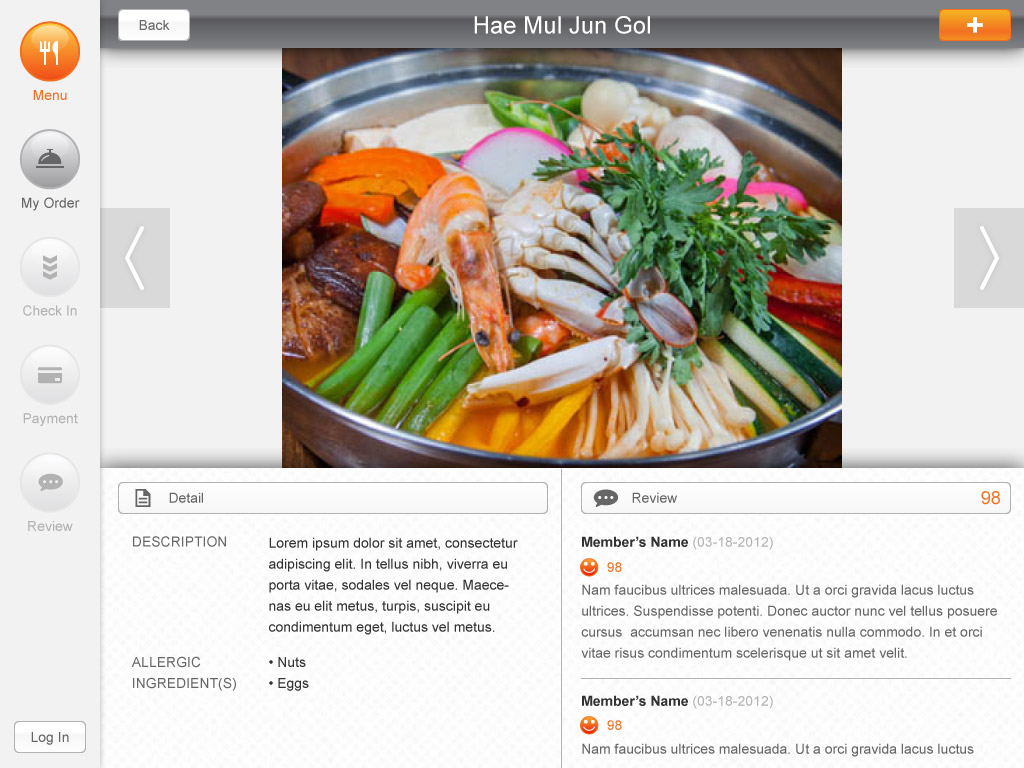 Back
Hae Mul Jun Gol
+
Menu
My Order
Check In
Payment
Review
Log In
Detail
DESCRIPTION
Lorem ipsum dolor sit amet, consectetur
adipiscing elit. In tellus nibh, viverra eu
porta vitae, sodales vel neque. Maece-
nas eu elit metus, turpis, suscipit eu
condimentum eget, luctus vel metus.
ALLERGIC
INGREDIENT(S)
• Nuts
• Eggs
Review 98
Member’s Name (03-18-2012)
98
Nam faucibus ultrices malesuada. Ut a orci gravida lacus luctus
ultrices. Suspendisse potenti. Donec auctor nunc vel tellus posuere
cursus  accumsan nec libero venenatis nulla commodo. In et orci
vitae risus condimentum scelerisque ut sit amet velit.
Member’s Name (03-18-2012)
98
Nam faucibus ultrices malesuada. Ut a orci gravida lacus luctus